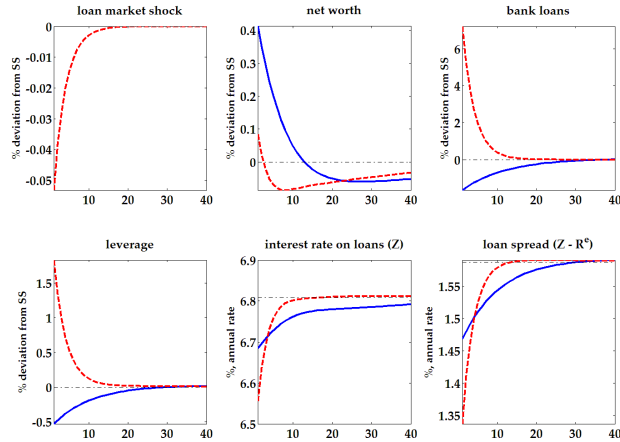 loan market shock
net worth
bank loans
% deviation from SS
0
-0.01
-0.02
-0.03
-0.04
-0.05
10 20 30 40
% deviation from SS
0.4
0.3
0.2
0.1
0
10 20 30 40
% deviation from SS
6
4
2
0
10 20 30 40
leverage
interest rate on loans (Z)
loan spread (Z - Rᵉ)
% deviation from SS
1.5
1
0.5
0
-0.5
10 20 30 40
%, annual rate
6.9
6.8
6.7
6.6
6.5
10 20 30 40
%, annual rate
1.55
1.5
1.45
1.4
1.35
10 20 30 40